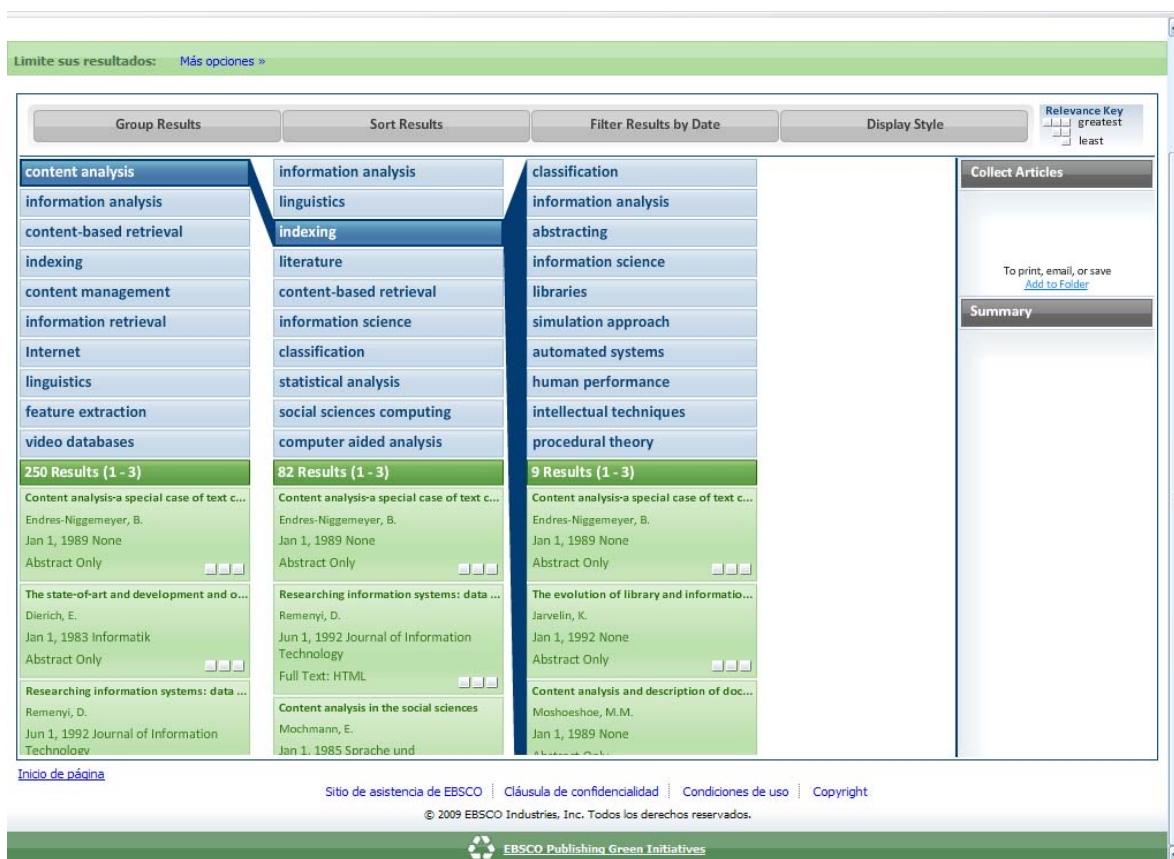 Limite sus resultados: Más opciones »
Group Results
Sort Results
Filter Results by Date
Display Style
Relevance Key
greatest
least
content analysis
information analysis
content-based retrieval
indexing
content management
information retrieval
Internet
linguistics
feature extraction
video databases
250 Results (1 - 3)
Content analysis-a special case of text c...
Endres-Niggemeyer, B.
Jan 1, 1989 None
Abstract Only
The state-of-art and development and o...
Dierich, E.
Jan 1, 1983 Informatik
Abstract Only
Researching information systems: data ...
Remenyi, D.
Jun 1, 1992 Journal of Information
Technology
information analysis
linguistics
indexing
literature
content-based retrieval
information science
classification
statistical analysis
social sciences computing
computer aided analysis
82 Results (1 - 3)
Content analysis-a special case of text c...
Endres-Niggemeyer, B.
Jan 1, 1989 None
Abstract Only
Researching information systems: data ...
Remenyi, D.
Jun 1, 1992 Journal of Information
Technology
Full Text: HTML
Content analysis in the social sciences
Mochmann, E.
Jan 1, 1985 Sprache und
classification
information analysis
abstracting
information science
libraries
simulation approach
automated systems
human performance
intellectual techniques
procedural theory
9 Results (1 - 3)
Content analysis-a special case of text c...
Endres-Niggemeyer, B.
Jan 1, 1989 None
Abstract Only
The evolution of library and informatio...
Jarvelin, K.
Jan 1, 1992 None
Abstract Only
Content analysis and description of doc...
Moshoeshoe, M.M.
Jan 1, 1989 None
Abstract Only
Collect Articles
To print, email, or save
Add to Folder
Summary
Inicio de página
Sitio de asistencia de EBSCO Cláusula de confidencialidad Condiciones de uso Copyright
© 2009 EBSCO Industries, Inc. Todos los derechos reservados.
EBSCO Publishing Green Initiatives